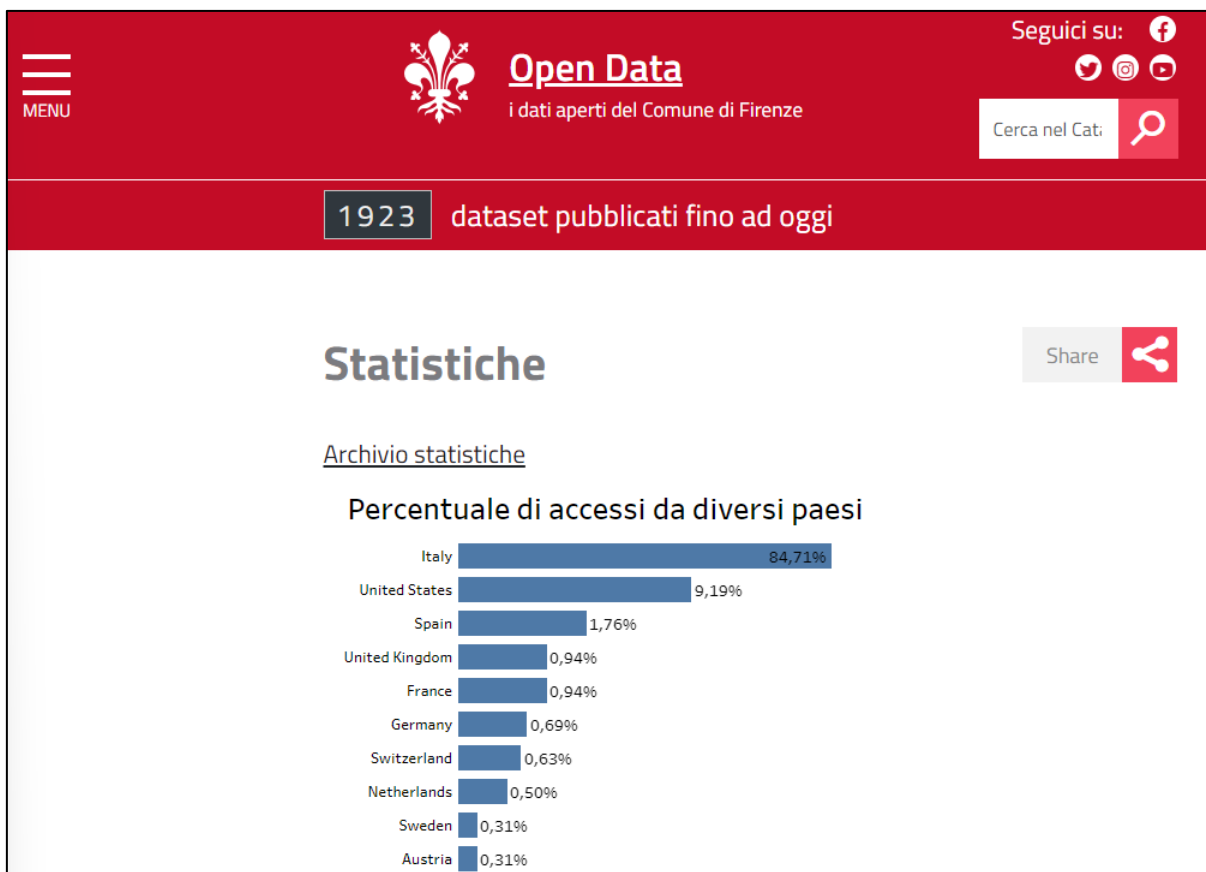 MENU
Open Data
i dati aperti del Comune di Firenze
Seguici su:
Cerca nel Cat
1923 dataset pubblicati fino ad oggi
Statistiche
Share
Archivio statistiche
Percentuale di accessi da diversi paesi
Italy 84,71%
United States 9,19%
Spain 1,76%
United Kingdom 0,94%
France 0,94%
Germany 0,69%
Switzerland 0,63%
Netherlands 0,50%
Sweden 0,31%
Austria 0,31%